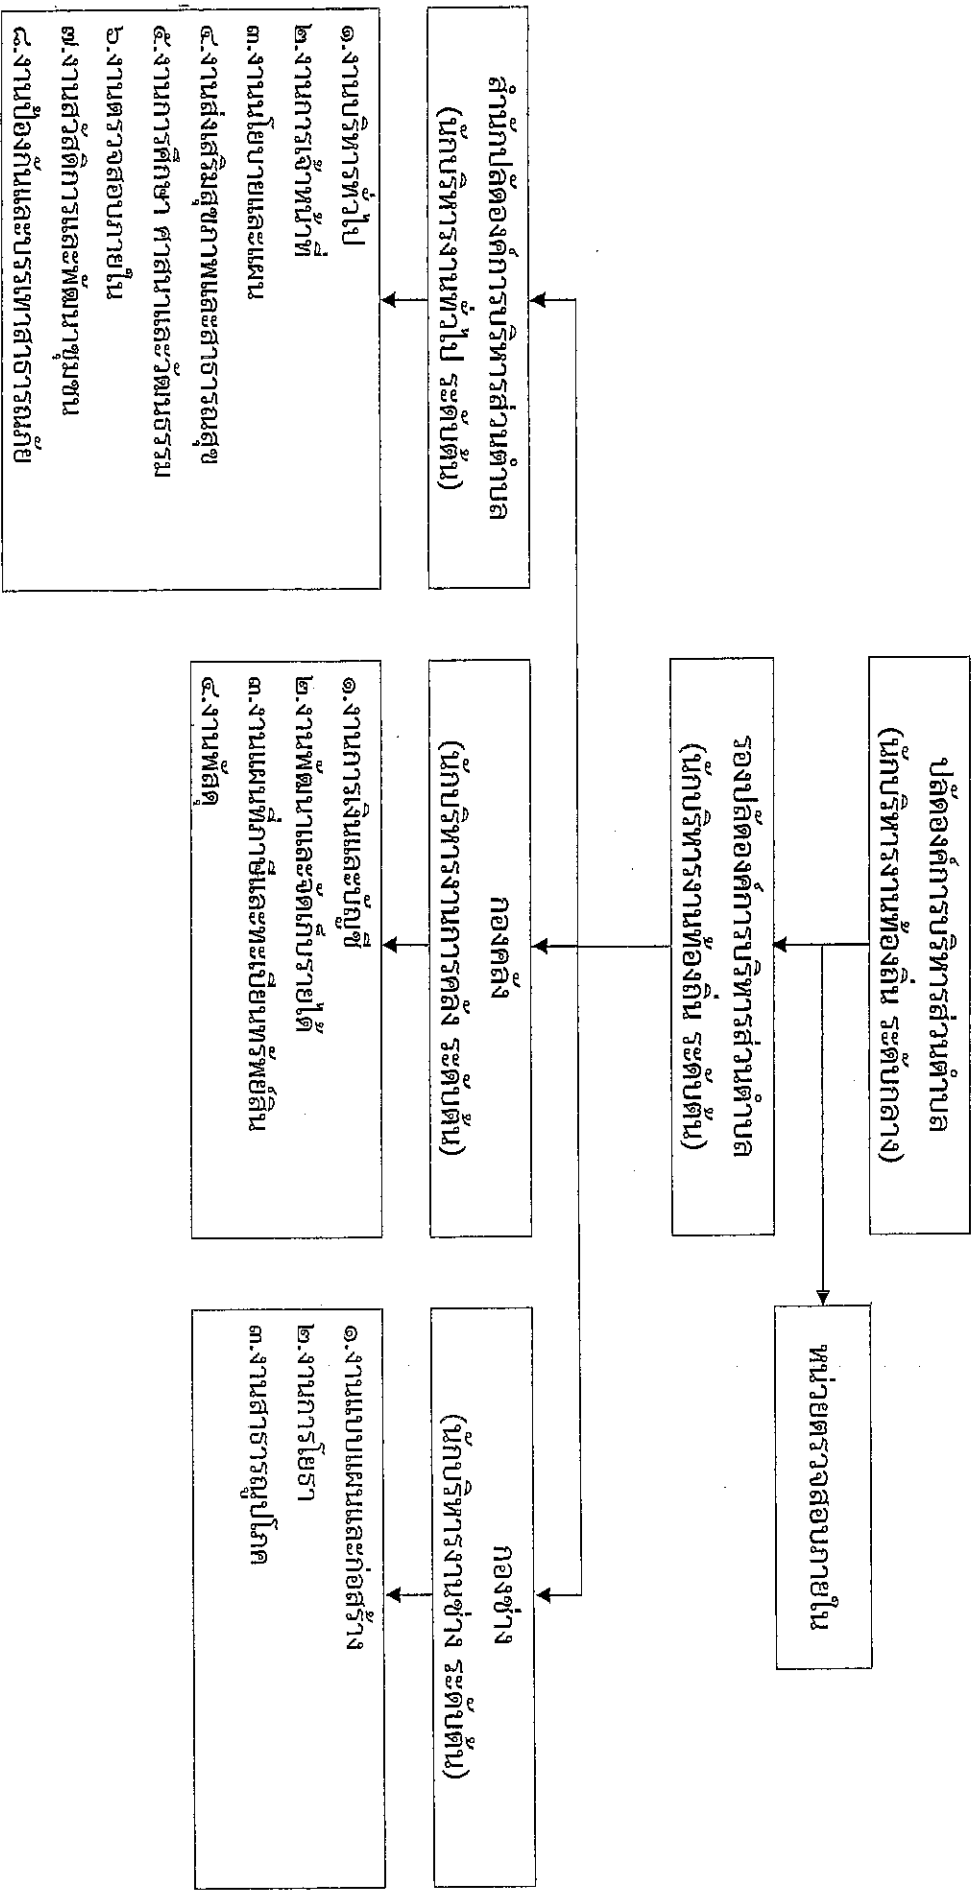 ปลัดองค์การบริหารส่วนตำบล
(นักบริหารงานท้องถิ่น ระดับกลาง)
หน่วยตรวจสอบภายใน
รองปลัดองค์การบริหารส่วนตำบล
(นักบริหารงานท้องถิ่น ระดับต้น)
สำนักปลัดองค์การบริหารส่วนตำบล
(นักบริหารงานทั่วไป ระดับต้น)
๑.งานบริหารทั่วไป
๒.งานการเจ้าหน้าที่
๓.งานนโยบายและแผน
๔.งานส่งเสริมสุขภาพและสาธารณสุข
๕.งานการศึกษา ศาสนาและวัฒนธรรม
๖.งานตรวจสอบภายใน
๗.งานสวัสดิการและพัฒนาชุมชน
๘.งานป้องกันและบรรเทาสาธารณภัย
กองคลัง
(นักบริหารงานการคลัง ระดับต้น)
๑.งานการเงินและบัญชี
๒.งานพัฒนาและจัดเก็บรายได้
๓.งานแผนที่ภาษีและทะเบียนทรัพย์สิน
๔.งานพัสดุ
กองช่าง
(นักบริหารงานช่าง ระดับต้น)
๑.งานแบบแผนและก่อสร้าง
๒.งานการโยธา
๓.งานสาธารณูปโภค